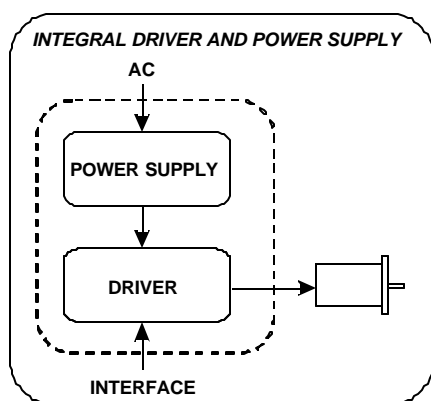 INTEGRAL DRIVER AND POWER SUPPLY
AC
POWER SUPPLY
DRIVER
INTERFACE